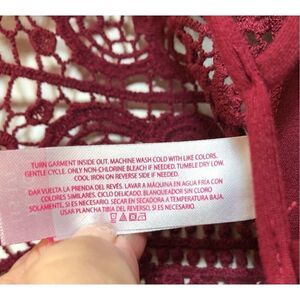 TURN GARMENT INSIDE OUT. MACHINE WASH COLD WITH LIKE COLORS.
GENTLE CYCLE. ONLY NON-CHLORINE BLEACH IF NEEDED. TUMBLE DRY LOW.
COOL IRON ON REVERSE SIDE IF NEEDED.
DAR VUELTA LA PRENDA DEL REVÉS. LAVAR A MÁQUINA EN AGUA FRÍA CON
COLORES SIMILARES. CICLO DELICADO. BLANQUEADOR SIN CLORO
SOLAMENTE, SI ES NECESARIO. SECAR EN SECADORA A TEMPERATURA BAJA.
USAR PLANCHA TIBIA DEL REVERSO, SI ES NECESARIO.